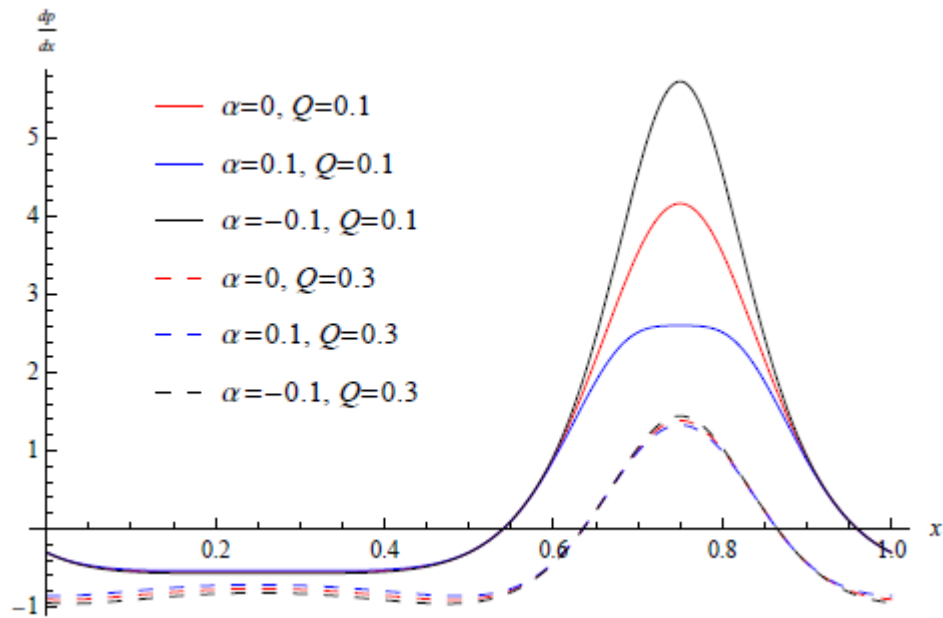 dp
dx
α=0, Q=0.1
α=0.1, Q=0.1
α=−0.1, Q=0.1
α=0, Q=0.3
α=0.1, Q=0.3
α=−0.1, Q=0.3
5
4
3
2
1
−1
0.2 0.4 0.6 0.8 1.0 x